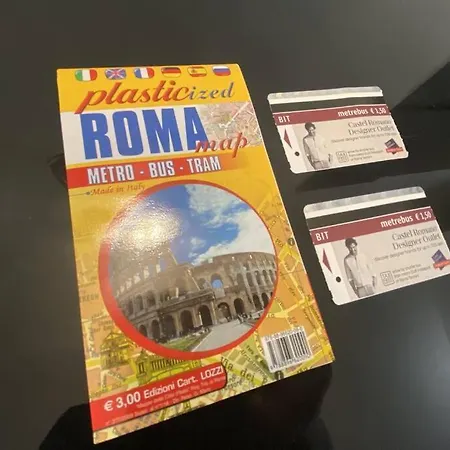 plasticized
ROMA
map
METRO - BUS - TRAM
Made in Italy
€ 3,00 Edizioni Cart. LOZZI
BIT
metrebus € 1,50
Castel Romano
Designer Outlet
BIT
metrebus € 1,50
Castel Romano
Designer Outlet